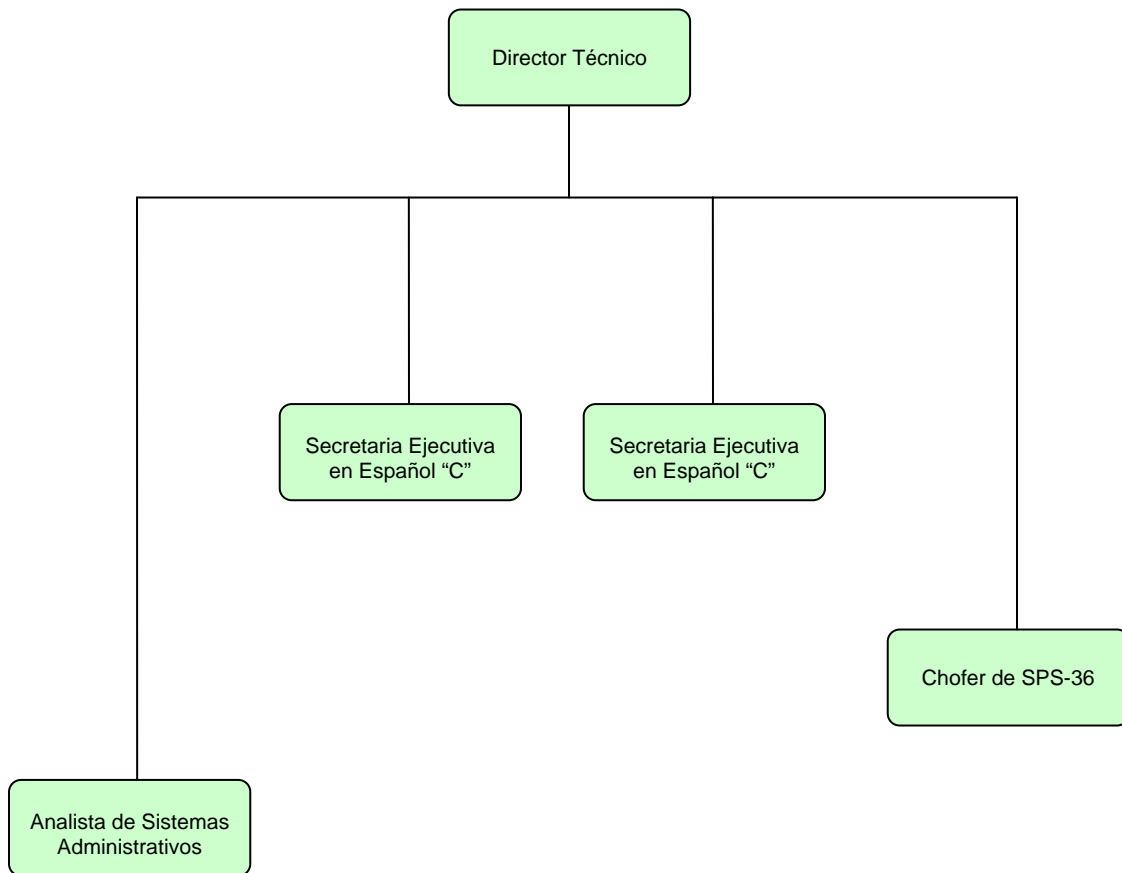 Director Técnico
Secretaria Ejecutiva
en Español “C”
Secretaria Ejecutiva
en Español “C”
Chofer de SPS-36
Analista de Sistemas
Administrativos